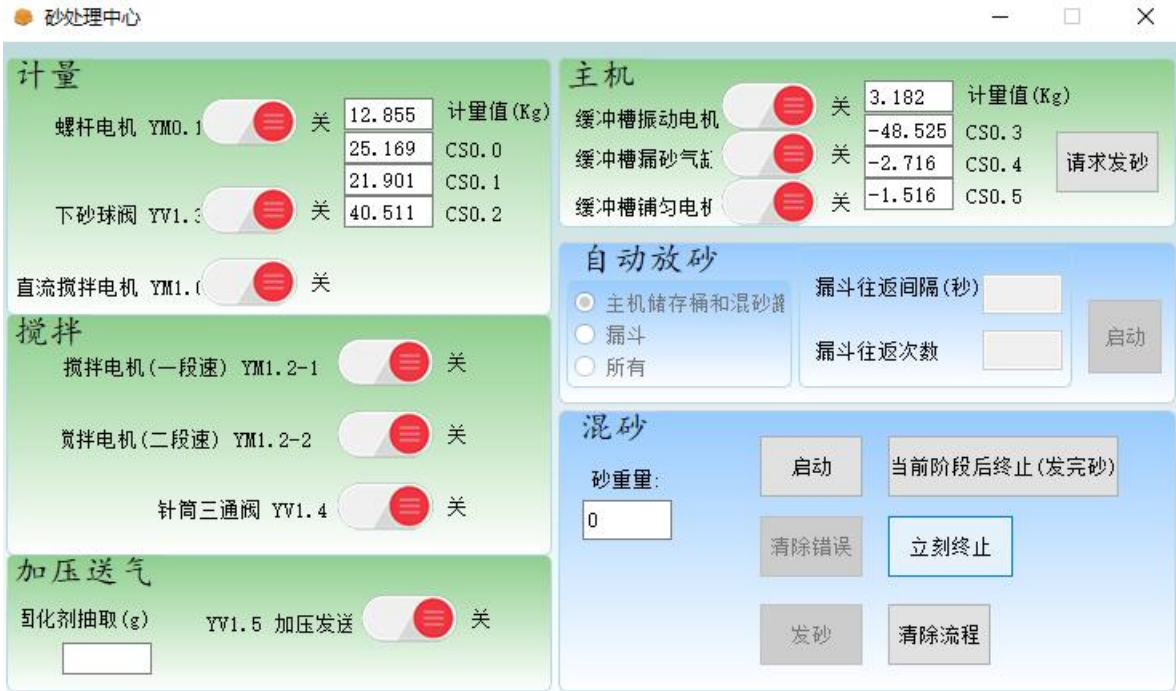 砂处理中心
计量
螺杆电机 YM0.1
关
12.855
计量值(Kg)
25.169
CS0.0
21.901
CS0.1
下砂球阀 YV1.3
关
40.511
CS0.2
直流搅拌电机 YM1.0
关
搅拌
搅拌电机(一段速) YM1.2-1
关
搅拌电机(二段速) YM1.2-2
关
针筒三通阀 YV1.4
关
加压送气
固化剂抽取(g)
YV1.5 加压发送
关
主机
缓冲槽振动电机
关
3.182
计量值(Kg)
-48.525
CS0.3
缓冲槽漏砂气缸
关
-2.716
CS0.4
缓冲槽铺匀电机
关
-1.516
CS0.5
请求发砂
自动放砂
主机储存桶和混砂罐
漏斗
所有
漏斗往返间隔(秒)
漏斗往返次数
启动
混砂
砂重量:
0
启动
当前阶段后终止(发完砂)
清除错误
立刻终止
发砂
清除流程